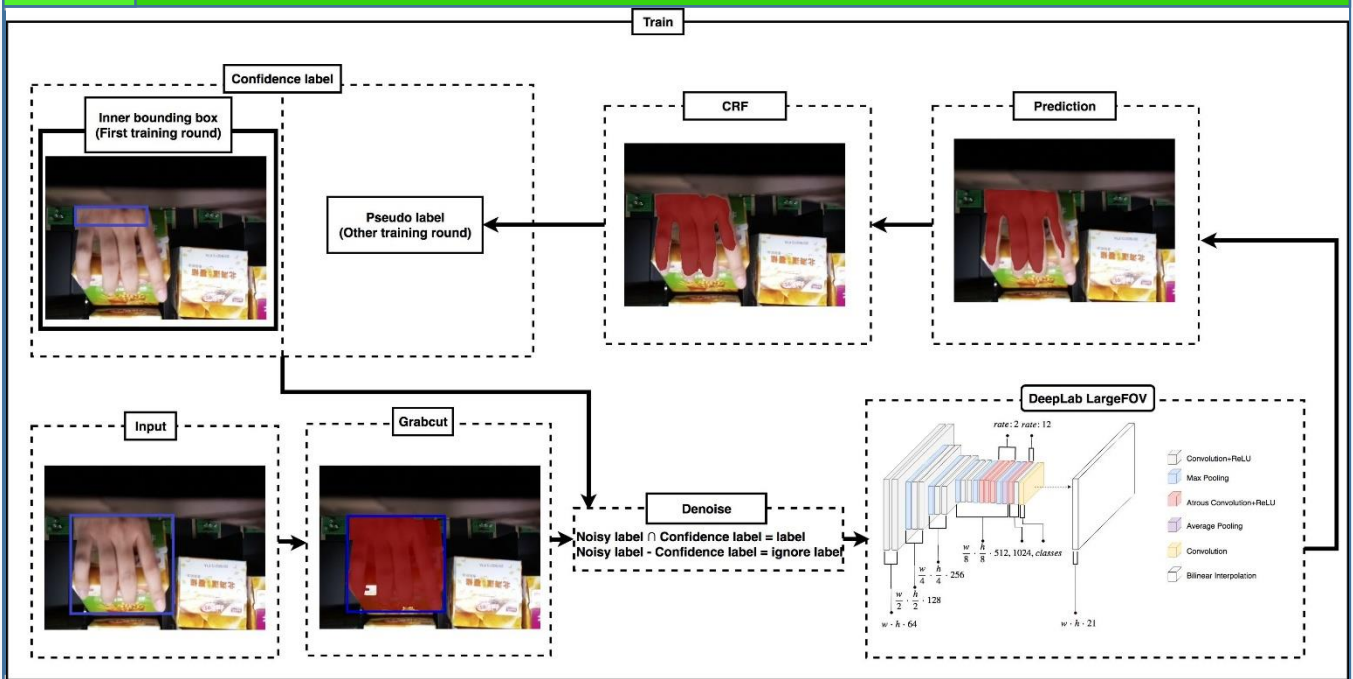 Train
Confidence label
Inner bounding box
(First training round)
Pseudo label
(Other training round)
CRF
Prediction
Input
Grabcut
Denoise
Noisy label ∩ Confidence label = label
Noisy label - Confidence label = ignore label
DeepLab LargeFOV
rate: 2 rate: 12
w/8 · h/8 · 512, 1024, classes
w/4 · h/4 · 256
w/2 · h/2 · 128
w · h · 64
w · h · 21
Convolution+ReLU
Max Pooling
Atrous Convolution+ReLU
Average Pooling
Convolution
Bilinear Interpolation